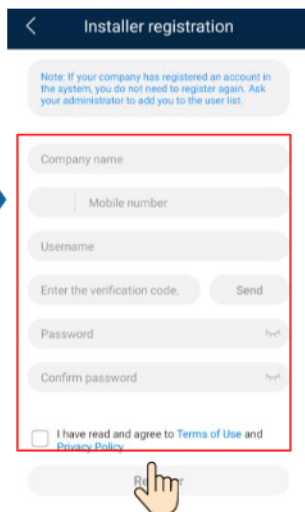 Installer registration
Note: If your company has registered an account in
the system, you do not need to register again. Ask
your administrator to add you to the user list.
Company name
Mobile number
Username
Enter the verification code. Send
Password
Confirm password
I have read and agree to Terms of Use and
Privacy Policy